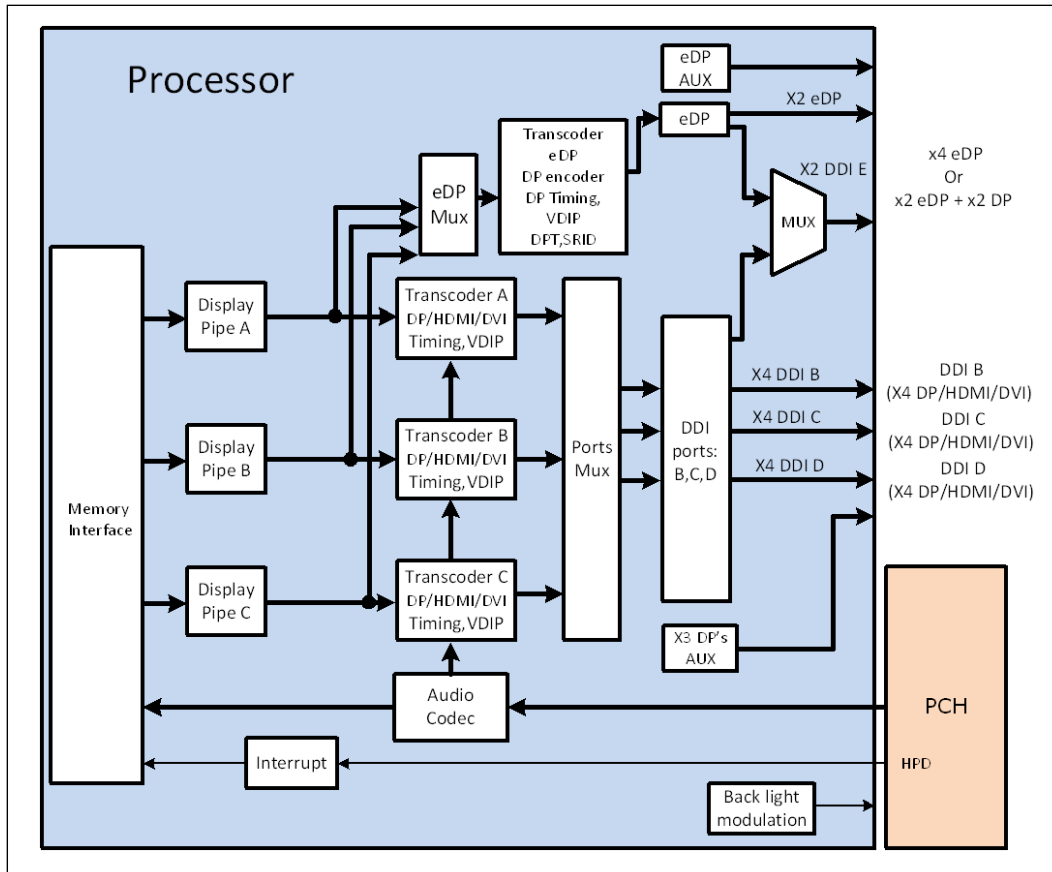 Processor
eDP
AUX
X2 eDP
eDP
Transcoder
eDP
DP encoder
DP Timing,
VDIP
DPT,SRID
eDP
Mux
X2 DDI E
MUX
x4 eDP
Or
x2 eDP + x2 DP
Memory
Interface
Display
Pipe A
Transcoder A
DP/HDMI/DVI
Timing,VDIP
Display
Pipe B
Transcoder B
DP/HDMI/DVI
Timing,VDIP
Display
Pipe C
Transcoder C
DP/HDMI/DVI
Timing,VDIP
Ports
Mux
DDI
ports:
B,C,D
X4 DDI B
X4 DDI C
X4 DDI D
DDI B
(X4 DP/HDMI/DVI)
DDI C
(X4 DP/HDMI/DVI)
DDI D
(X4 DP/HDMI/DVI)
X3 DP's
AUX
Audio
Codec
PCH
Interrupt
HPD
Back light
modulation